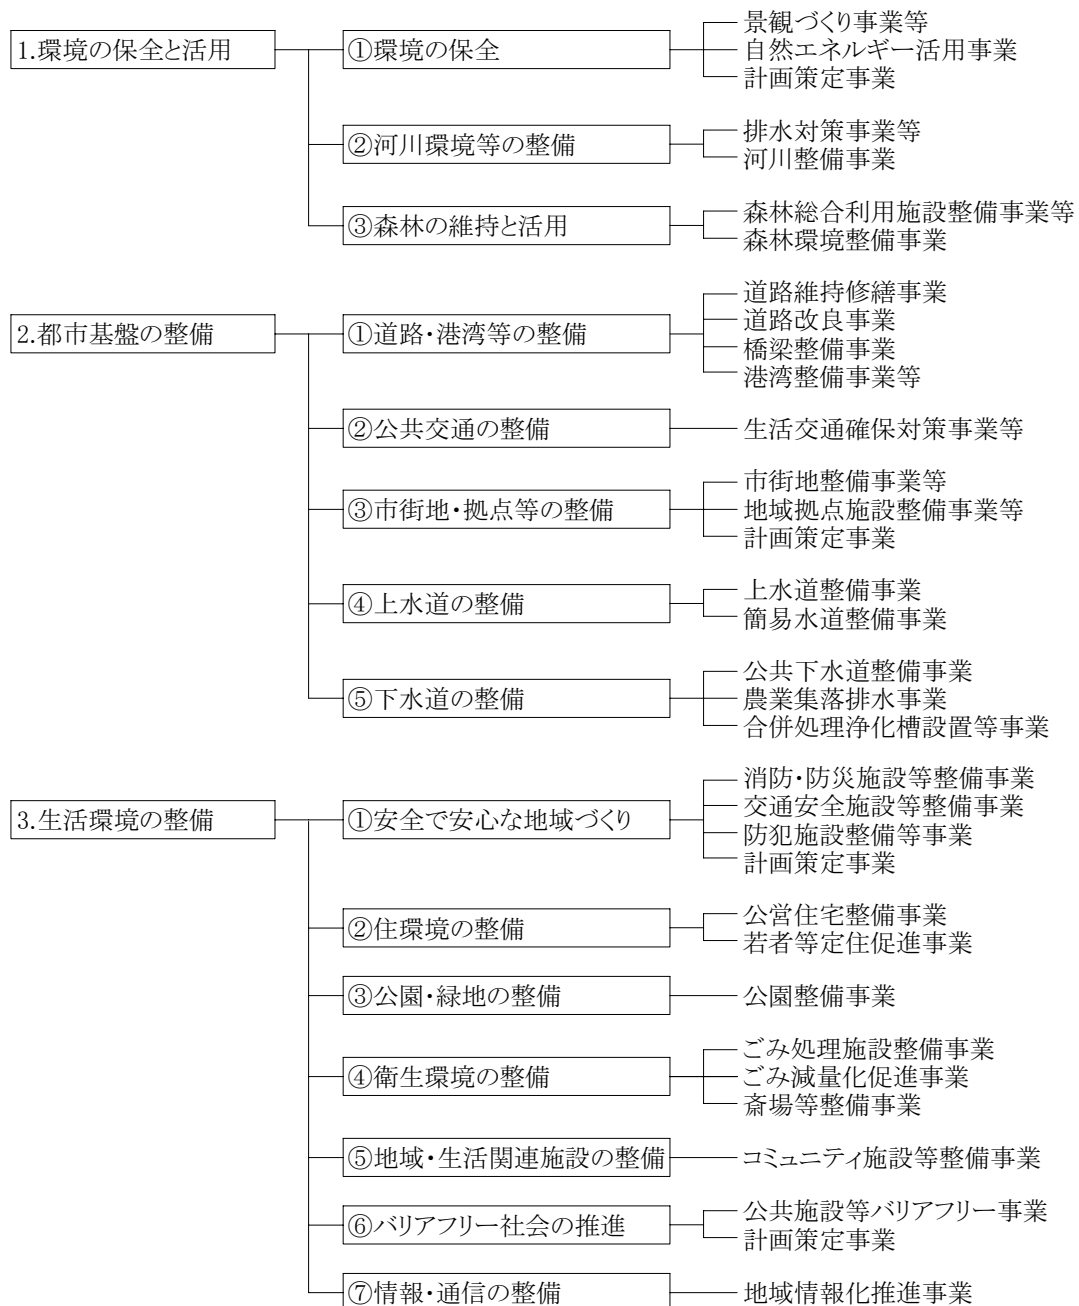 1.環境の保全と活用
①環境の保全
景観づくり事業等
自然エネルギー活用事業
計画策定事業
②河川環境等の整備
排水対策事業等
河川整備事業
③森林の維持と活用
森林総合利用施設整備事業等
森林環境整備事業
2.都市基盤の整備
①道路・港湾等の整備
道路維持修繕事業
道路改良事業
橋梁整備事業
港湾整備事業等
②公共交通の整備
生活交通確保対策事業等
③市街地・拠点等の整備
市街地整備事業等
地域拠点施設整備事業等
計画策定事業
④上水道の整備
上水道整備事業
簡易水道整備事業
⑤下水道の整備
公共下水道整備事業
農業集落排水事業
合併処理浄化槽設置等事業
3.生活環境の整備
①安全で安心な地域づくり
消防・防災施設等整備事業
交通安全施設等整備事業
防犯施設整備等事業
計画策定事業
②住環境の整備
公営住宅整備事業
若者等定住促進事業
③公園・緑地の整備
公園整備事業
④衛生環境の整備
ごみ処理施設整備事業
ごみ減量化促進事業
斎場等整備事業
⑤地域・生活関連施設の整備
コミュニティ施設等整備事業
⑥バリアフリー社会の推進
公共施設等バリアフリー事業
計画策定事業
⑦情報・通信の整備
地域情報化推進事業